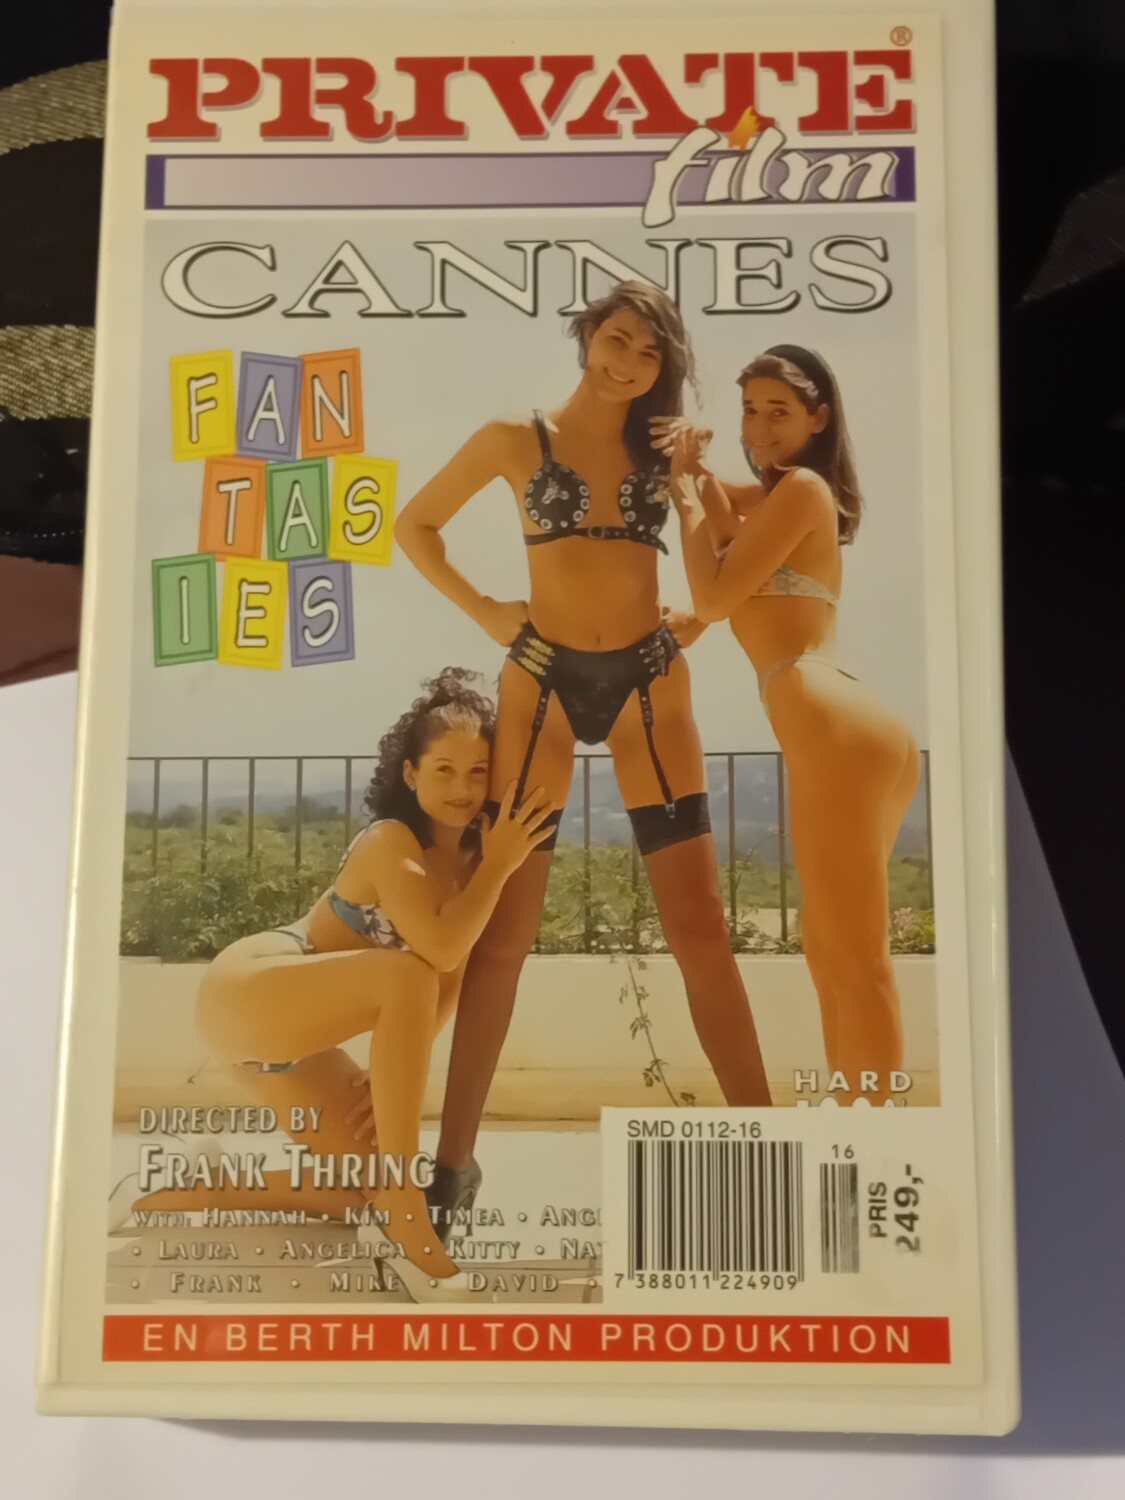 PRIVATE®
film
CANNES
FAN
TAS
IES
HARD
DIRECTED BY
FRANK THRING
WITH HANNAH • KIM • TIMEA •
• LAURA • ANGELICA • KITTY •
• FRANK • MIKE • DAVID •
SMD 0112-16
16
PRIS
249,-
7 388011 224909
EN BERTH MILTON PRODUKTION